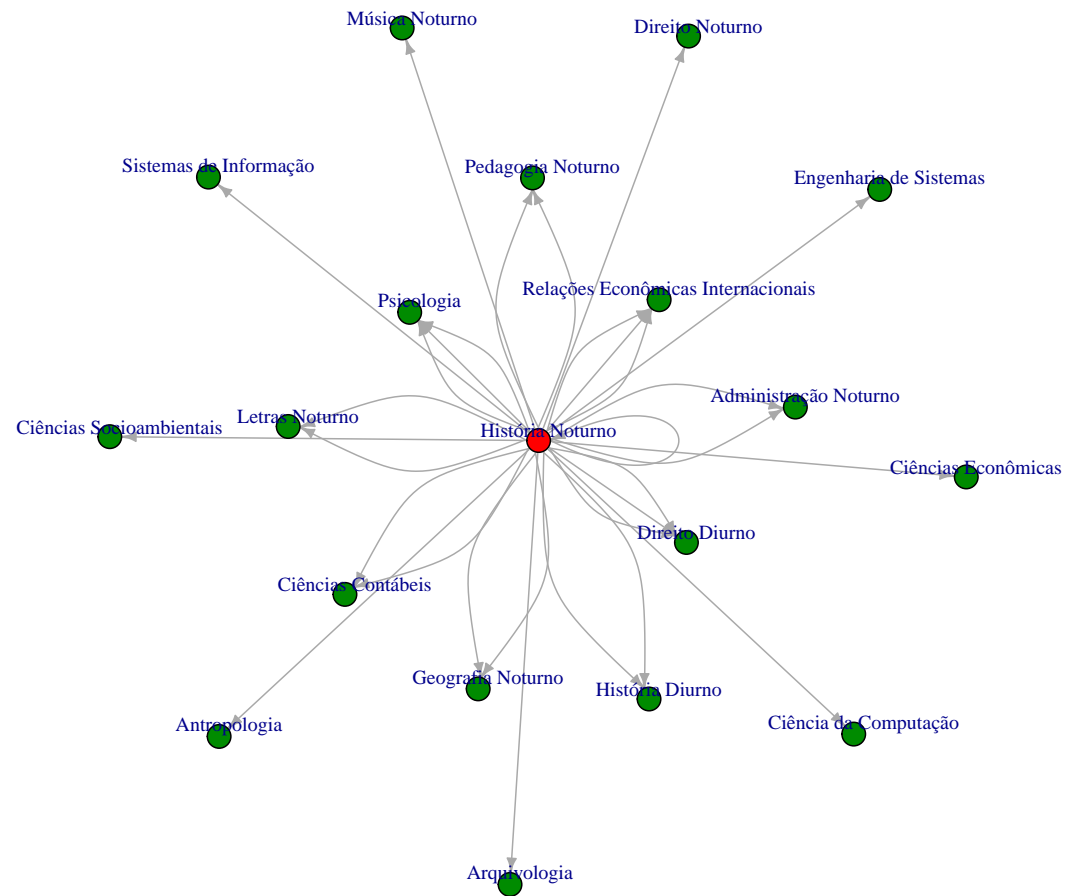 Música Noturno
Direito Noturno
Sistemas de Informação
Pedagogia Noturno
Engenharia de Sistemas
Psicologia
Relações Econômicas Internacionais
Administração Noturno
Letras Noturno
Ciências Socioambientais
História Noturno
Ciências Econômicas
Direito Diurno
Ciências Contábeis
Geografia Noturno
História Diurno
Antropologia
Ciência da Computação
Arquivologia